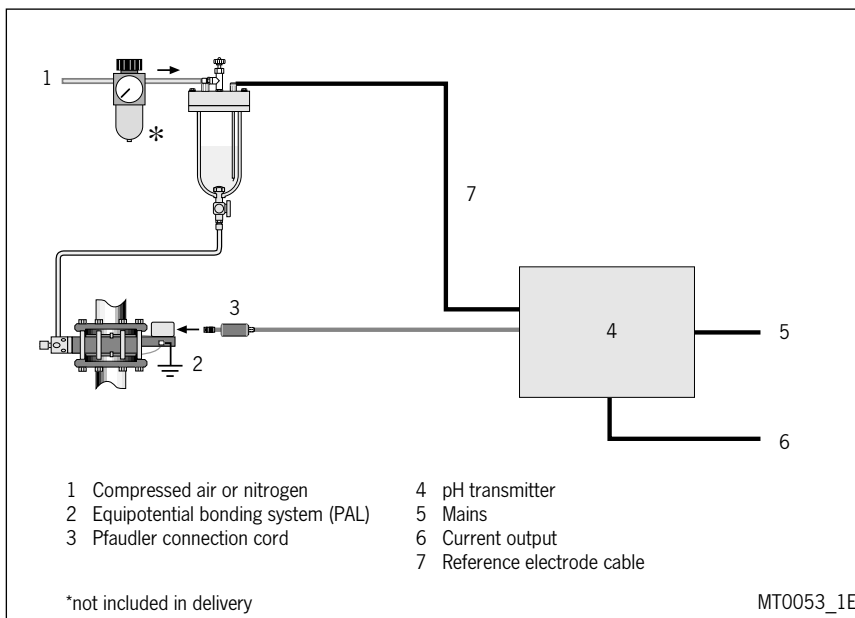 1
*
7
3
4
5
2
6
1 Compressed air or nitrogen
2 Equipotential bonding system (PAL)
3 Pfaudler connection cord
4 pH transmitter
5 Mains
6 Current output
7 Reference electrode cable
*not included in delivery
MT0053_1E